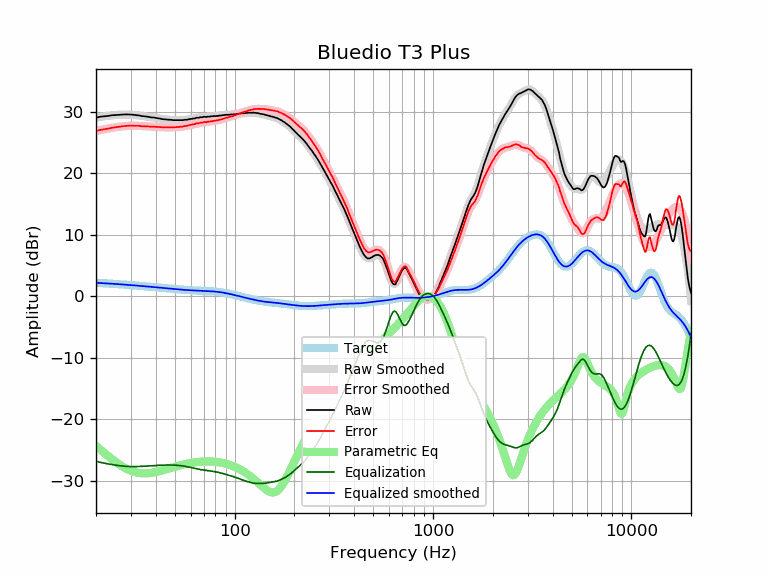 Bluedio T3 Plus
30
20
10
0
−10
−20
−30
Amplitude (dBr)
Target
Raw Smoothed
Error Smoothed
Raw
Error
Parametric Eq
Equalization
Equalized smoothed
100
1000
10000
Frequency (Hz)